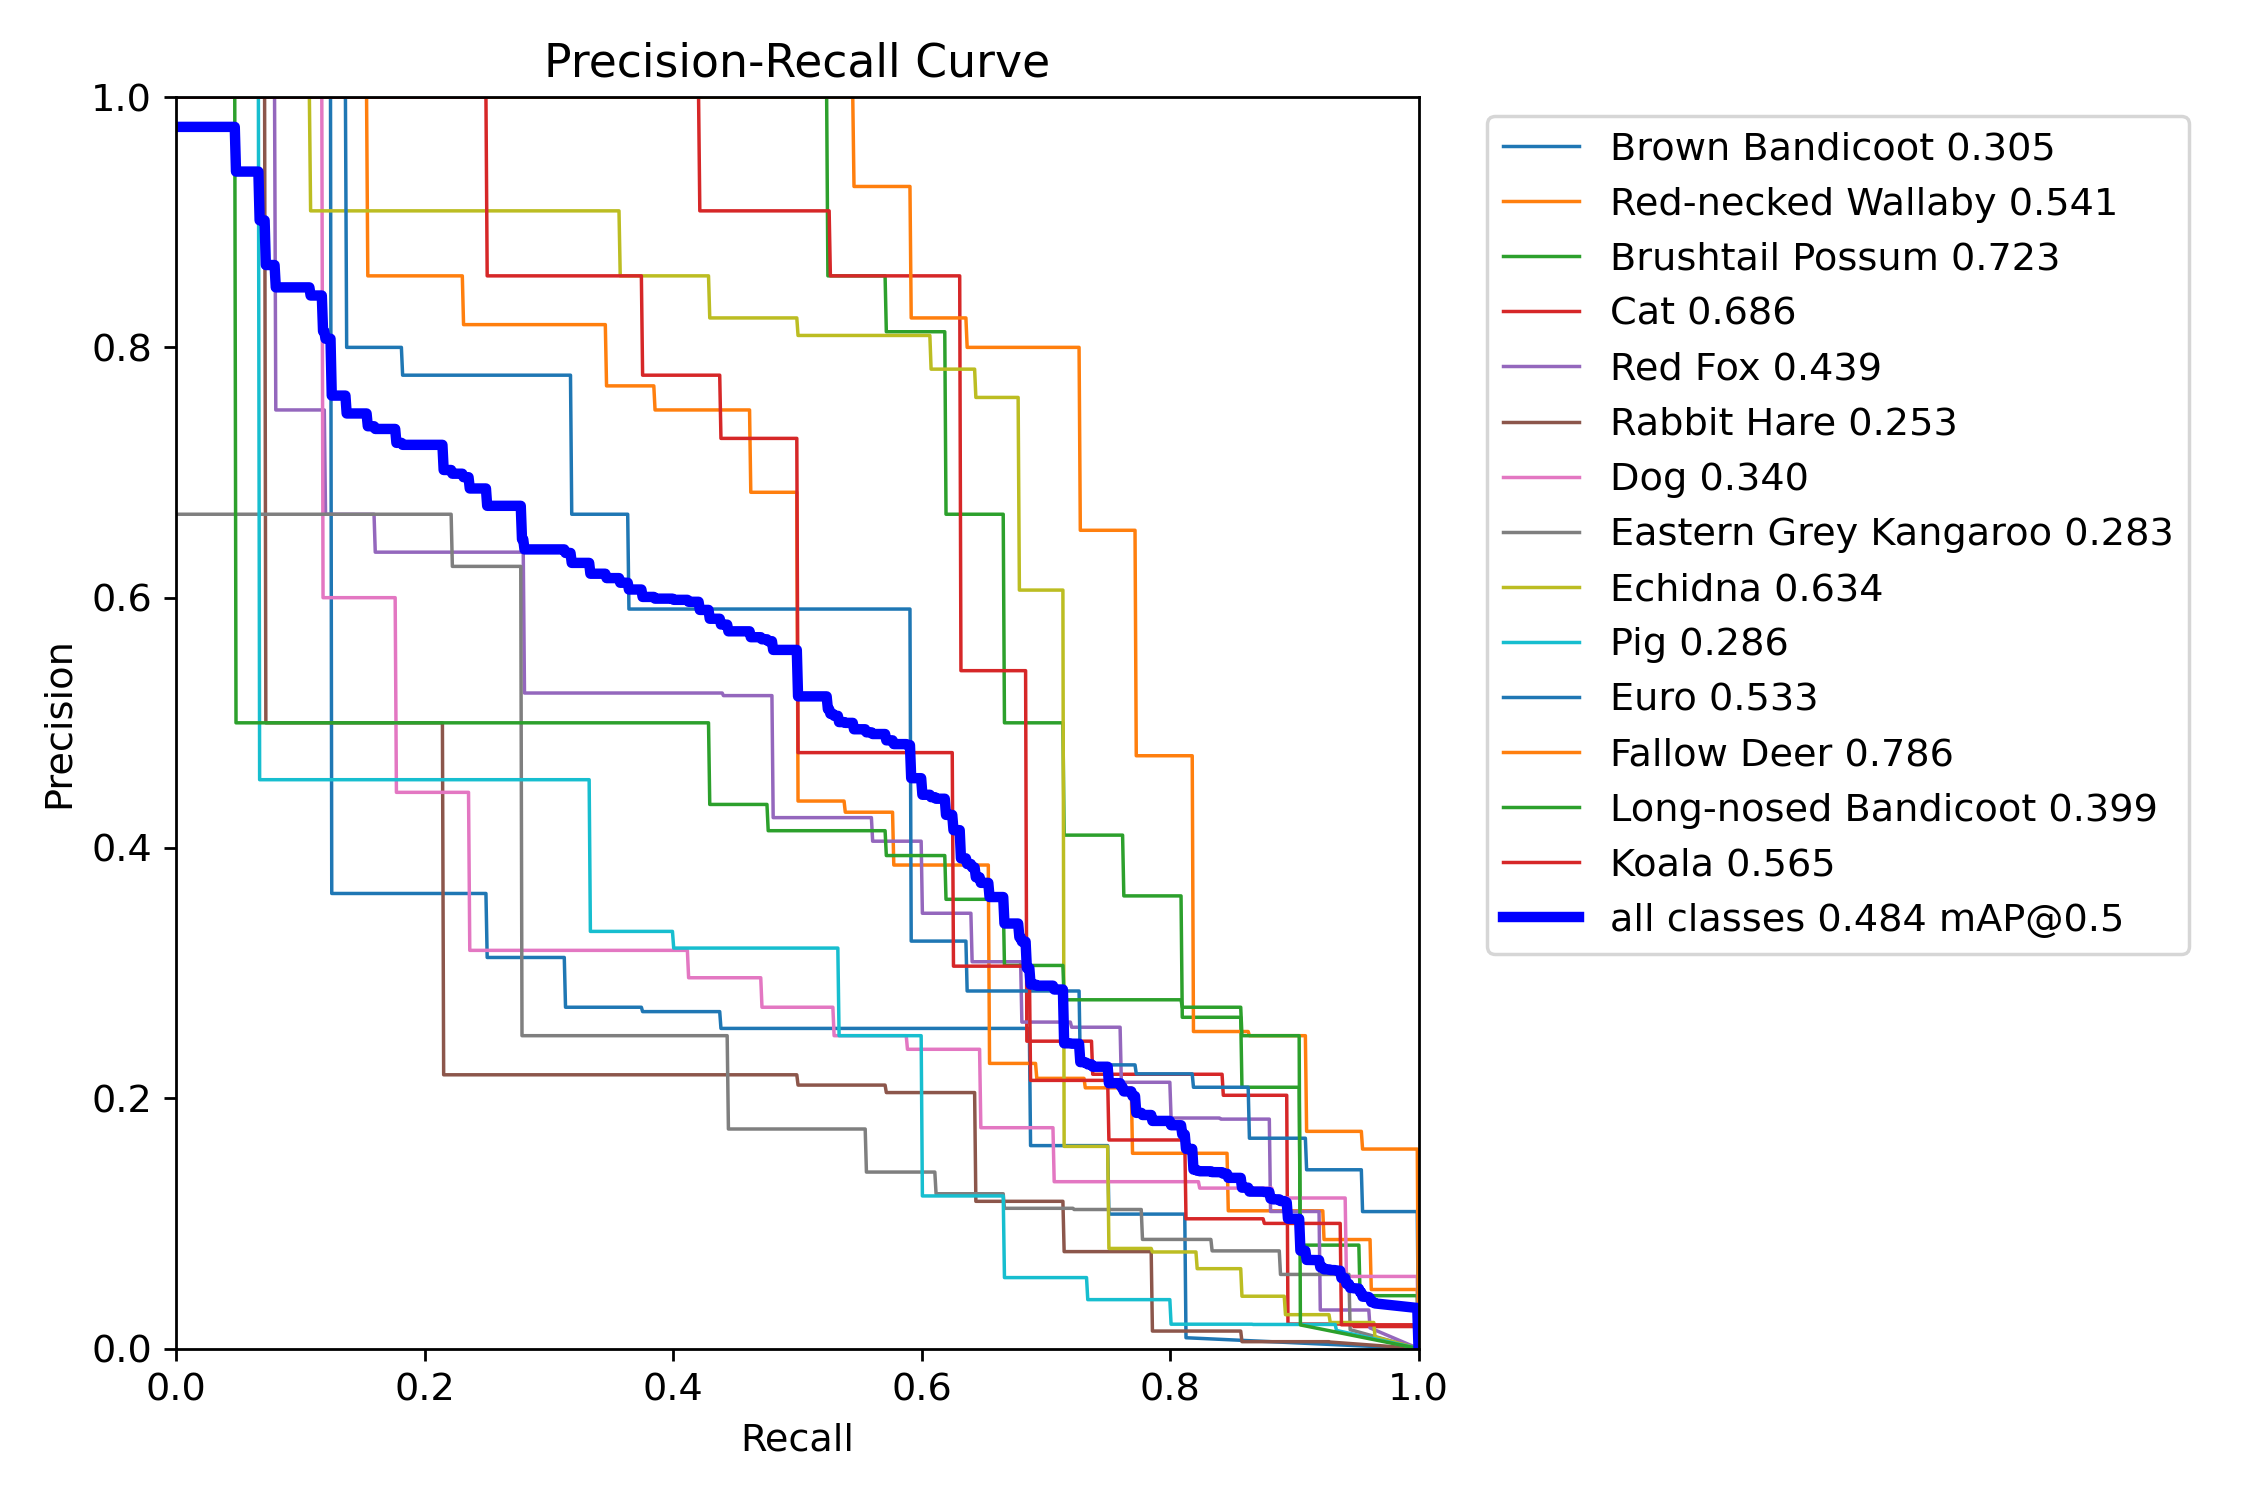 Precision-Recall Curve
1.0
0.8
0.6
0.4
0.2
0.0
Precision
0.0 0.2 0.4 0.6 0.8 1.0
Recall
Brown Bandicoot 0.305
Red-necked Wallaby 0.541
Brushtail Possum 0.723
Cat 0.686
Red Fox 0.439
Rabbit Hare 0.253
Dog 0.340
Eastern Grey Kangaroo 0.283
Echidna 0.634
Pig 0.286
Euro 0.533
Fallow Deer 0.786
Long-nosed Bandicoot 0.399
Koala 0.565
all classes 0.484 mAP@0.5